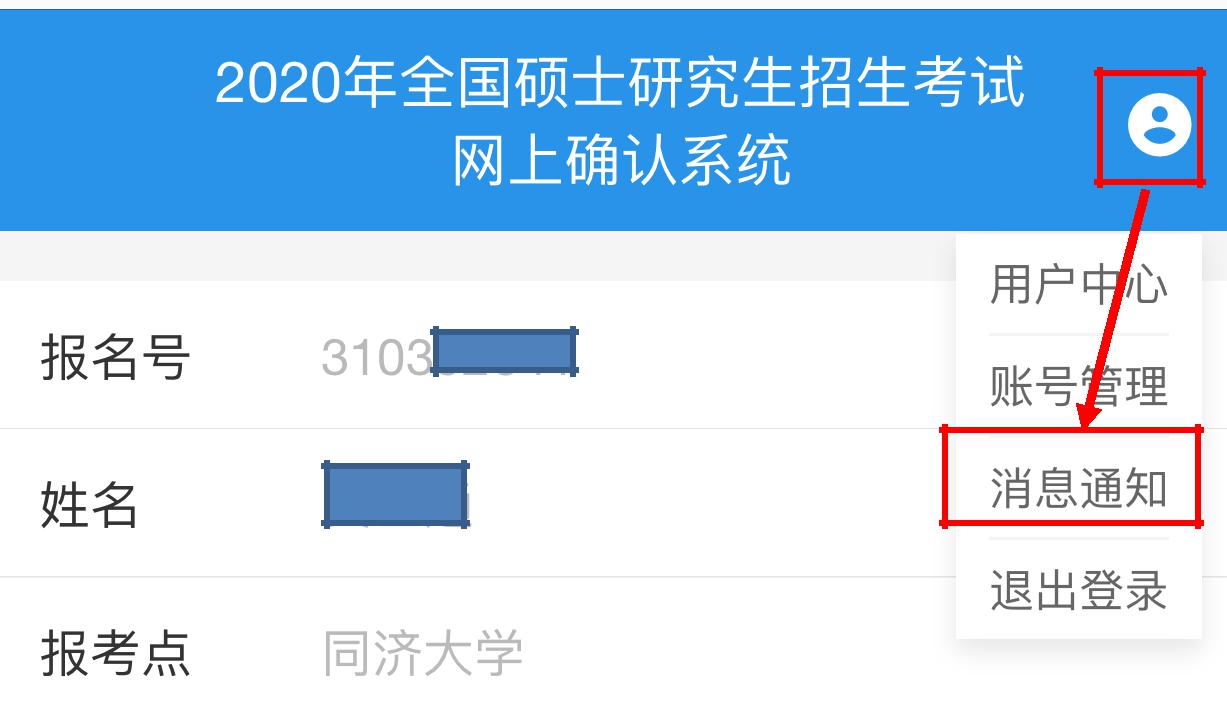 2020年全国硕士研究生招生考试
网上确认系统
用户中心
报名号 3103
账号管理
消息通知
姓名
退出登录
报考点 同济大学